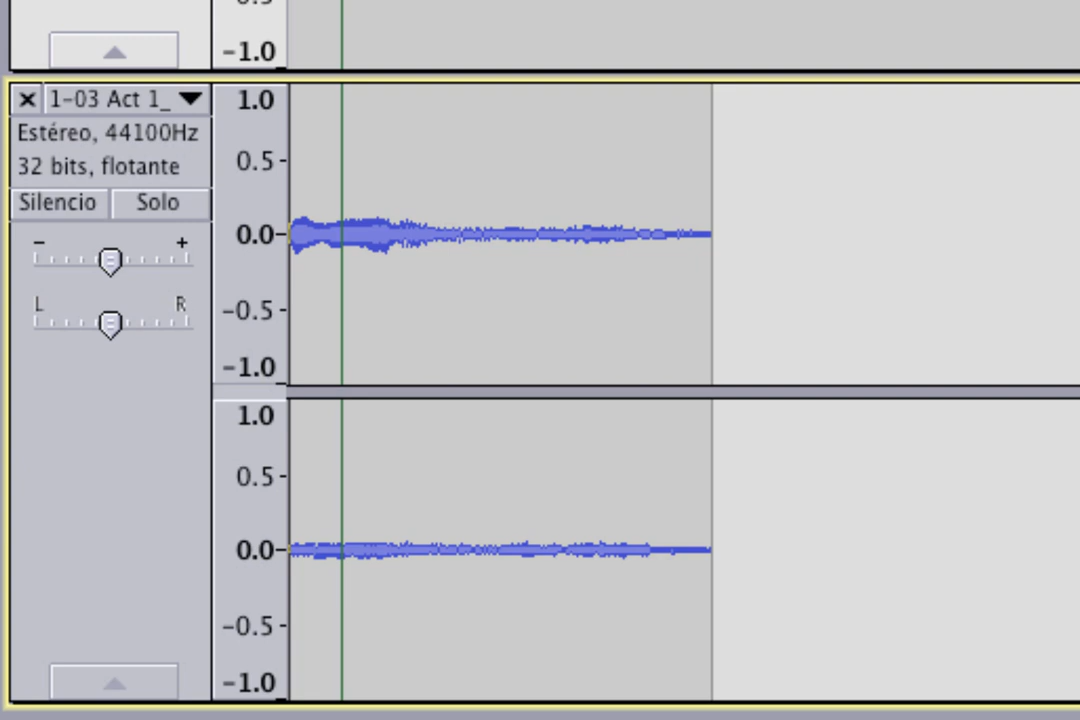 -1.0
1-03 Act 1_
Estéreo, 44100Hz
32 bits, flotante
Silencio Solo
- +
L R
1.0
0.5
0.0
-0.5
-1.0
1.0
0.5
0.0
-0.5
-1.0